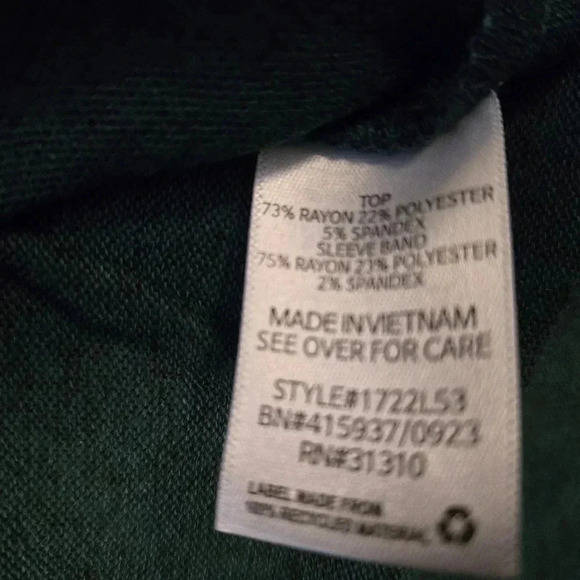 TOP
73% RAYON 22% POLYESTER
5% SPANDEX
SLEEVE BAND
75% RAYON 23% POLYESTER
2% SPANDEX
MADE IN VIETNAM
SEE OVER FOR CARE
STYLE#1722L53
BN#415937/0923
RN#31310
LABEL MADE FROM
100% RECYCLED MATERIAL